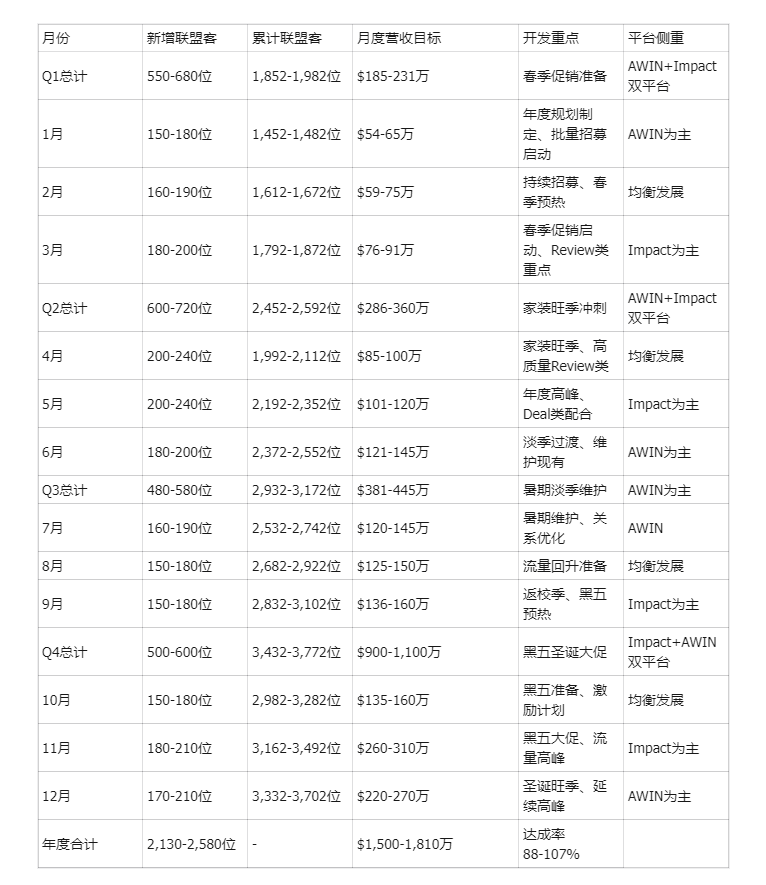 月份 新增联盟客 累计联盟客 月度营收目标 开发重点 平台侧重
Q1总计 550-680位 1,852-1,982位 $185-231万 春季促销准备 AWIN+Impact
双平台
1月 150-180位 1,452-1,482位 $54-65万 年度规划制
定、批量招募
启动 AWIN为主
2月 160-190位 1,612-1,672位 $59-75万 持续招募、春
季预热 均衡发展
3月 180-200位 1,792-1,872位 $76-91万 春季促销启
动、Review类
重点 Impact为主
Q2总计 600-720位 2,452-2,592位 $286-360万 家装旺季冲刺 AWIN+Impact
双平台
4月 200-240位 1,992-2,112位 $85-100万 家装旺季、高
质量Review类 均衡发展
5月 200-240位 2,192-2,352位 $101-120万 年度高峰、
Deal类配合 Impact为主
6月 180-200位 2,372-2,552位 $121-145万 淡季过渡、维
护现有 AWIN为主
Q3总计 480-580位 2,932-3,172位 $381-445万 暑期淡季维护 AWIN为主
7月 160-190位 2,532-2,742位 $120-145万 暑期维护、关
系优化 AWIN
8月 150-180位 2,682-2,922位 $125-150万 流量回升准备 均衡发展
9月 150-180位 2,832-3,102位 $136-160万 返校季、黑五
预热 Impact为主
Q4总计 500-600位 3,432-3,772位 $900-1,100万 黑五圣诞大促 Impact+AWIN
双平台
10月 150-180位 2,982-3,282位 $135-160万 黑五准备、激
励计划 均衡发展
11月 180-210位 3,162-3,492位 $260-310万 黑五大促、流
量高峰 Impact为主
12月 170-210位 3,332-3,702位 $220-270万 圣诞旺季、延
续高峰 AWIN为主
年度合计 2,130-2,580位 - $1,500-1,810万 达成率
88-107%